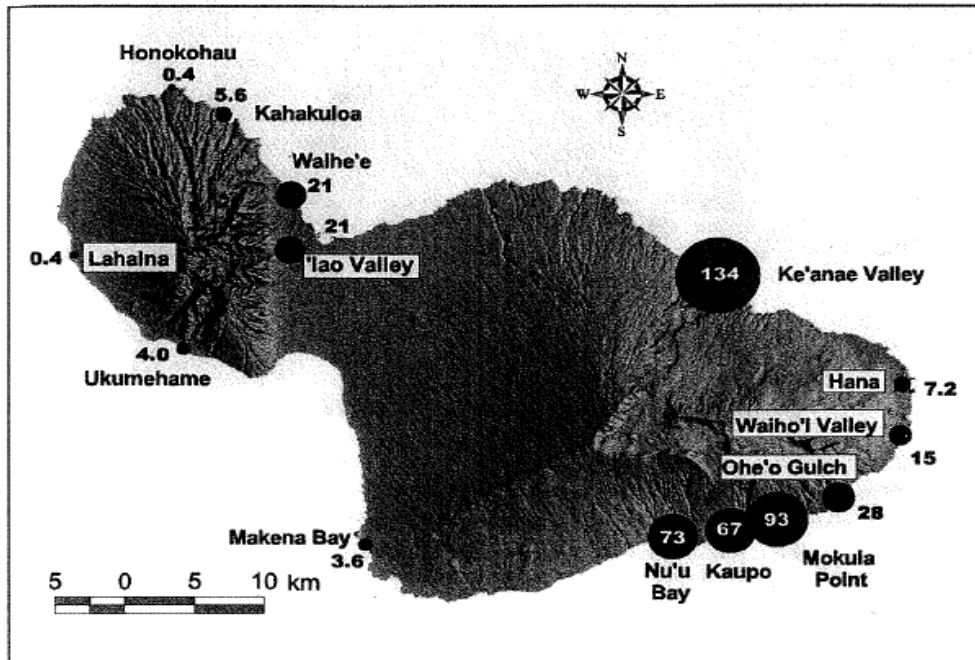 Honokohau
0.4
5.6
Kahakuloa
Waihe'e
21
21
'Iao Valley
0.4
Lahaina
4.0
Ukumehame
N
W
E
S
134
Ke'anae Valley
Hana
7.2
Waiho'i Valley
15
Ohe'o Gulch
28
93
67
73
Mokula
Point
Kaupo
Nu'u
Bay
Makena Bay
3.6
5 0 5 10 km